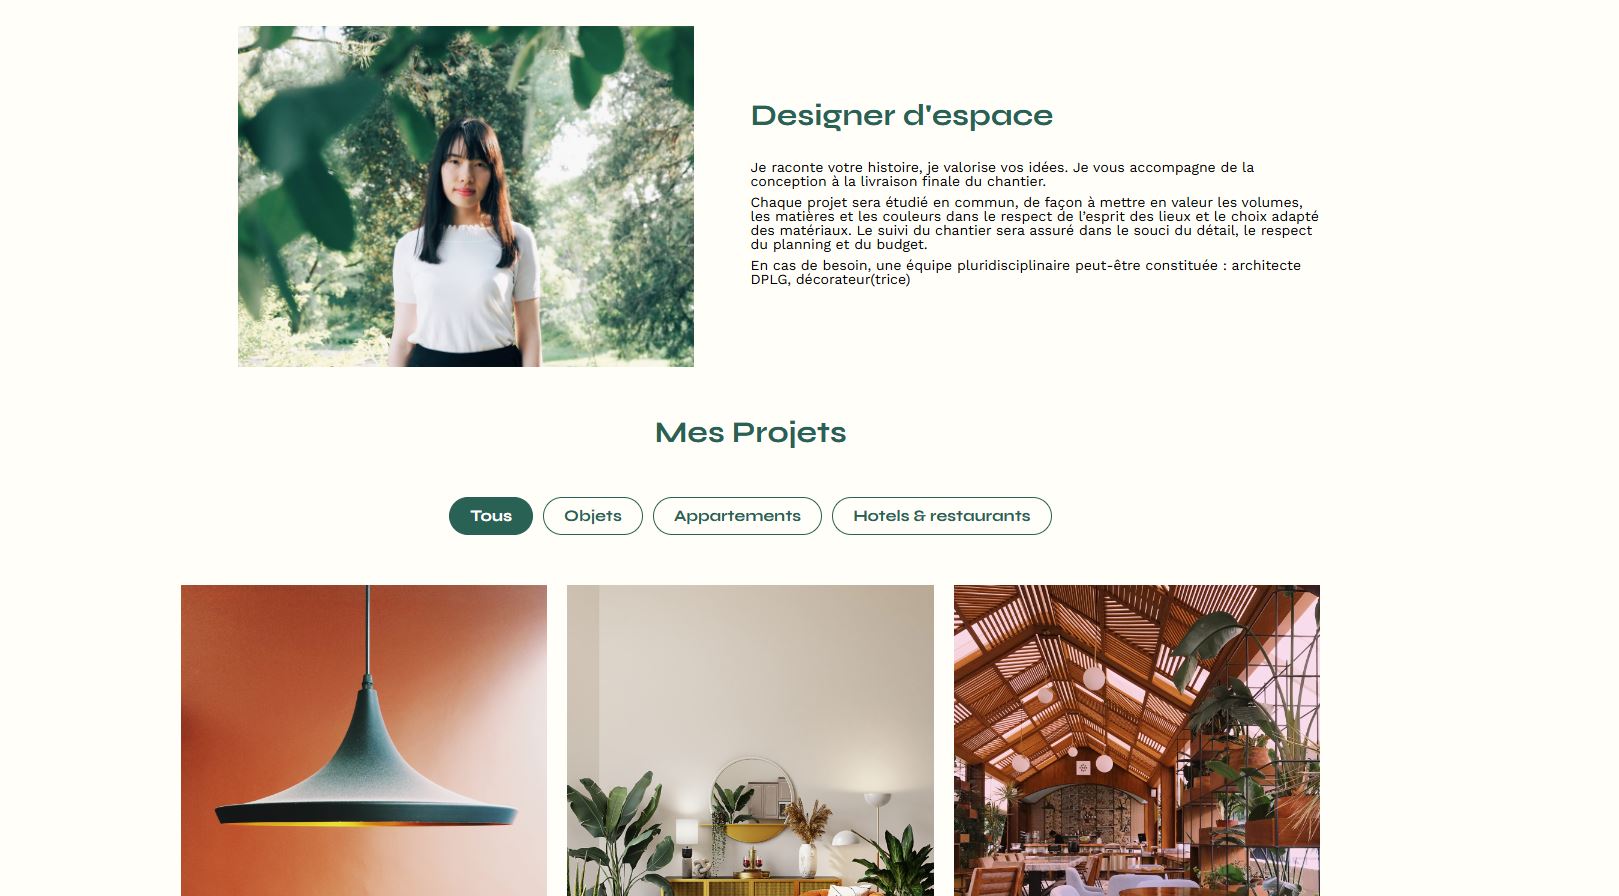 Designer d'espace
Je raconte votre histoire, je valorise vos idées. Je vous accompagne de la
conception à la livraison finale du chantier.
Chaque projet sera étudié en commun, de façon à mettre en valeur les volumes,
les matières et les couleurs dans le respect de l’esprit des lieux et le choix adapté
des matériaux. Le suivi du chantier sera assuré dans le souci du détail, le respect
du planning et du budget.
En cas de besoin, une équipe pluridisciplinaire peut-être constituée : architecte
DPLG, décorateur(trice)
Mes Projets
Tous
Objets
Appartements
Hotels & restaurants